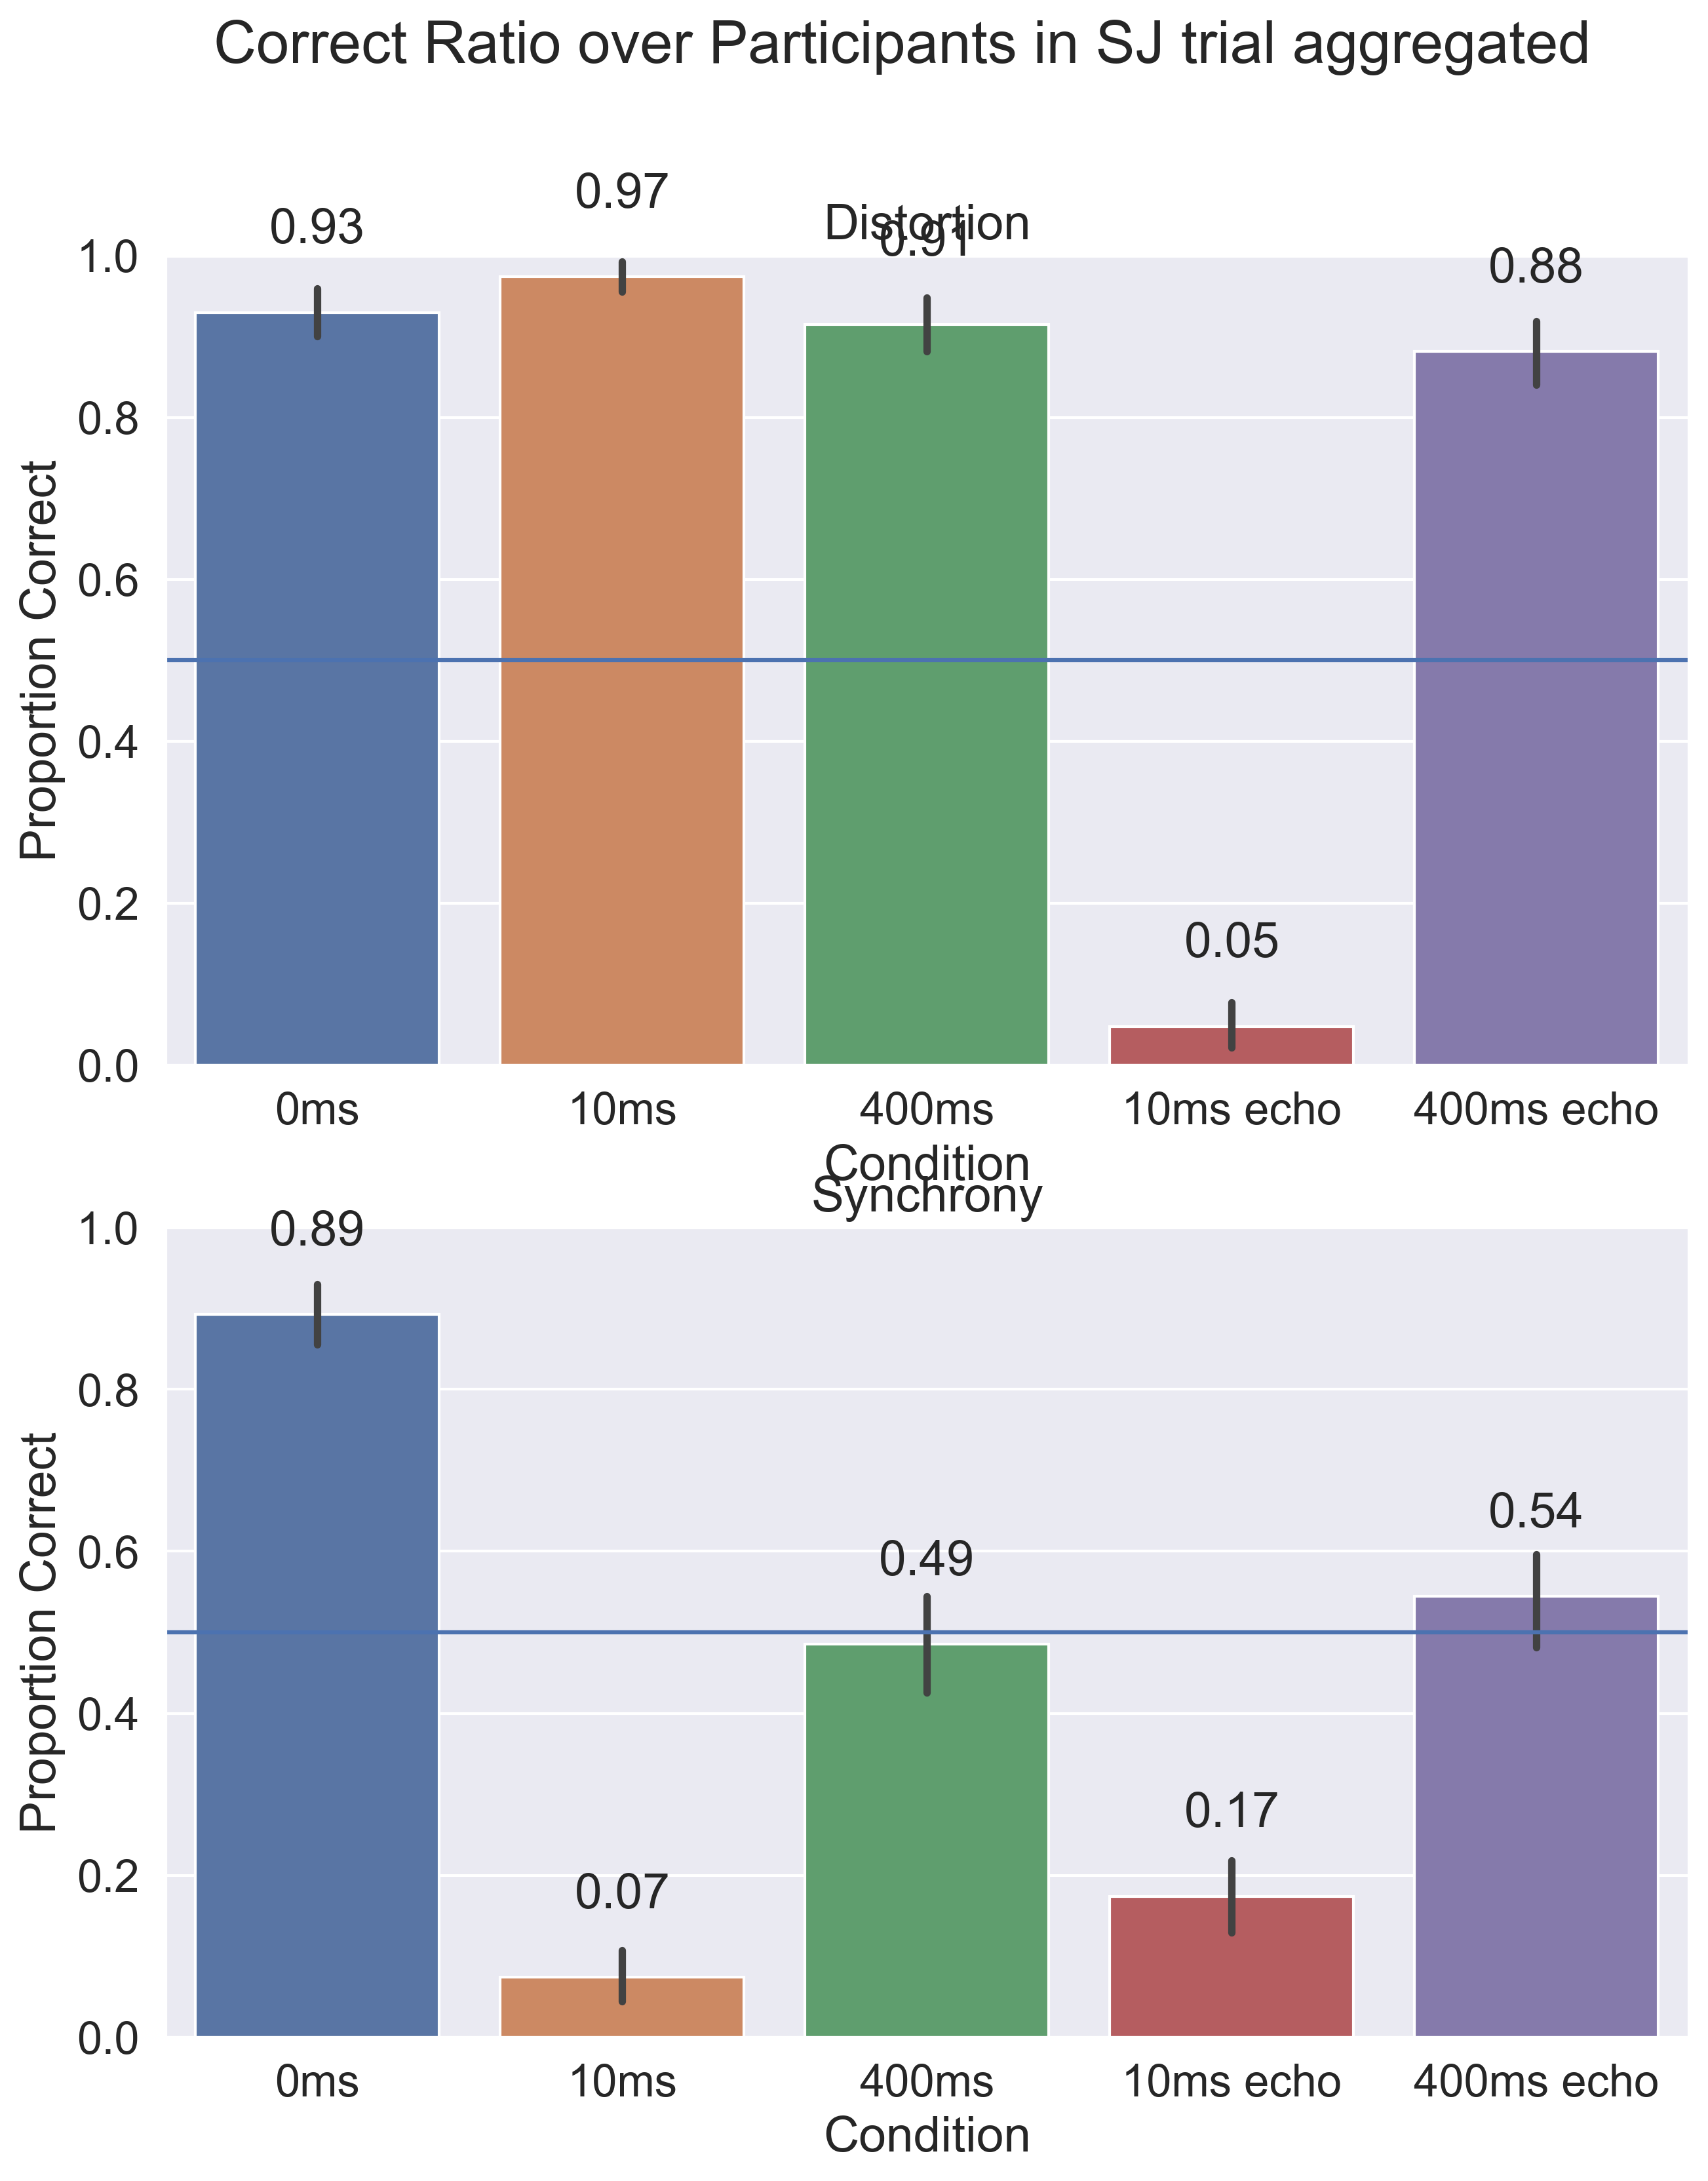 Correct Ratio over Participants in SJ trial aggregated
Distortion
0.93
0.97
0.91
0.05
0.88
1.0
0.8
0.6
0.4
0.2
0.0
Proportion Correct
0ms 10ms 400ms 10ms echo 400ms echo
Condition
Synchrony
0.89
0.07
0.49
0.17
0.54
1.0
0.8
0.6
0.4
0.2
0.0
Proportion Correct
0ms 10ms 400ms 10ms echo 400ms echo
Condition